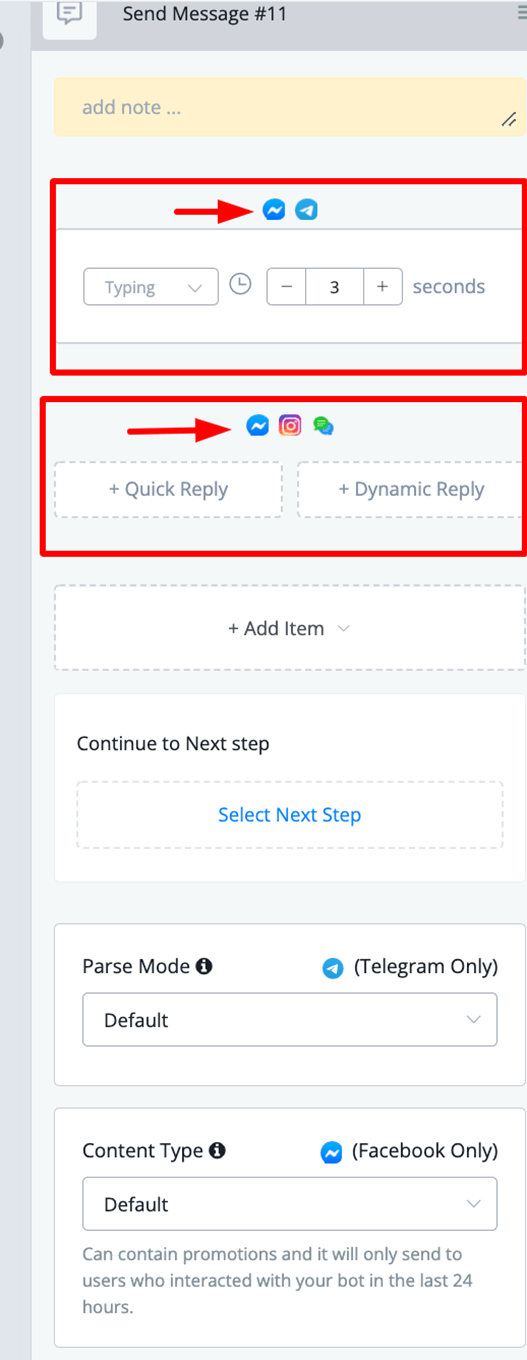 Send Message #11
add note ...
Typing
− 3 + seconds
+ Quick Reply + Dynamic Reply
+ Add Item
Continue to Next step
Select Next Step
Parse Mode (Telegram Only)
Default
Content Type (Facebook Only)
Default
Can contain promotions and it will only send to
users who interacted with your bot in the last 24
hours.